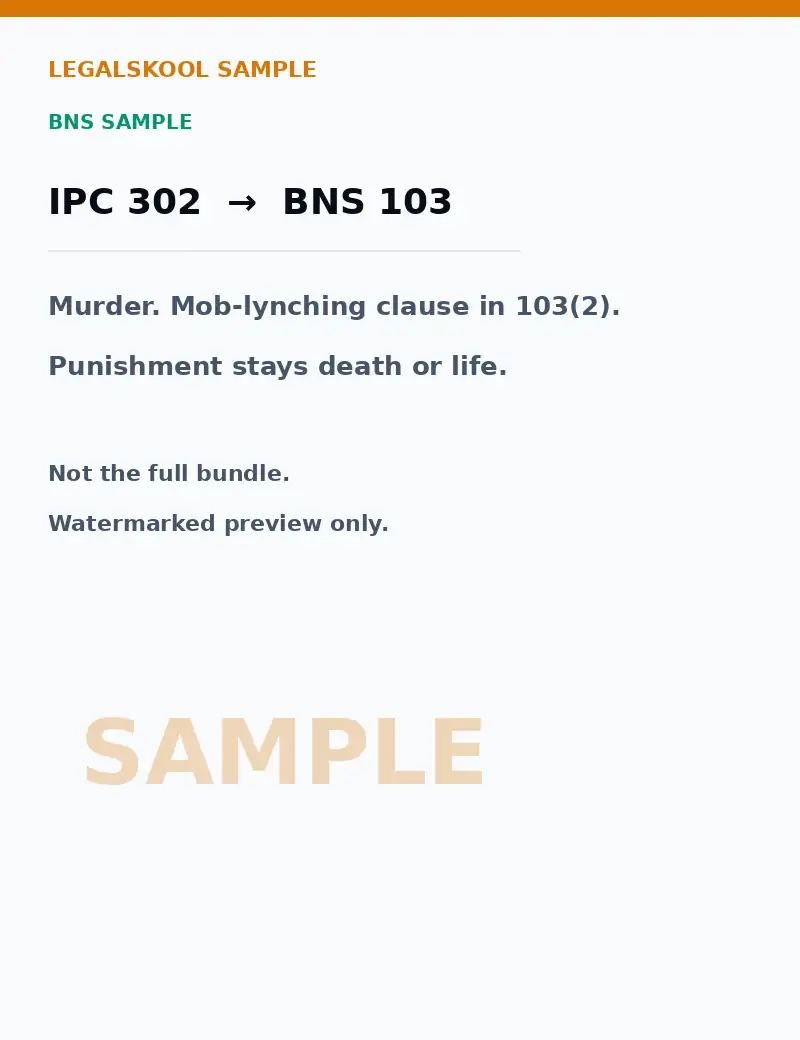 LEGALSKOOL SAMPLE
BNS SAMPLE
IPC 302 → BNS 103
Murder. Mob-lynching clause in 103(2).
Punishment stays death or life.
Not the full bundle.
Watermarked preview only.
SAMPLE